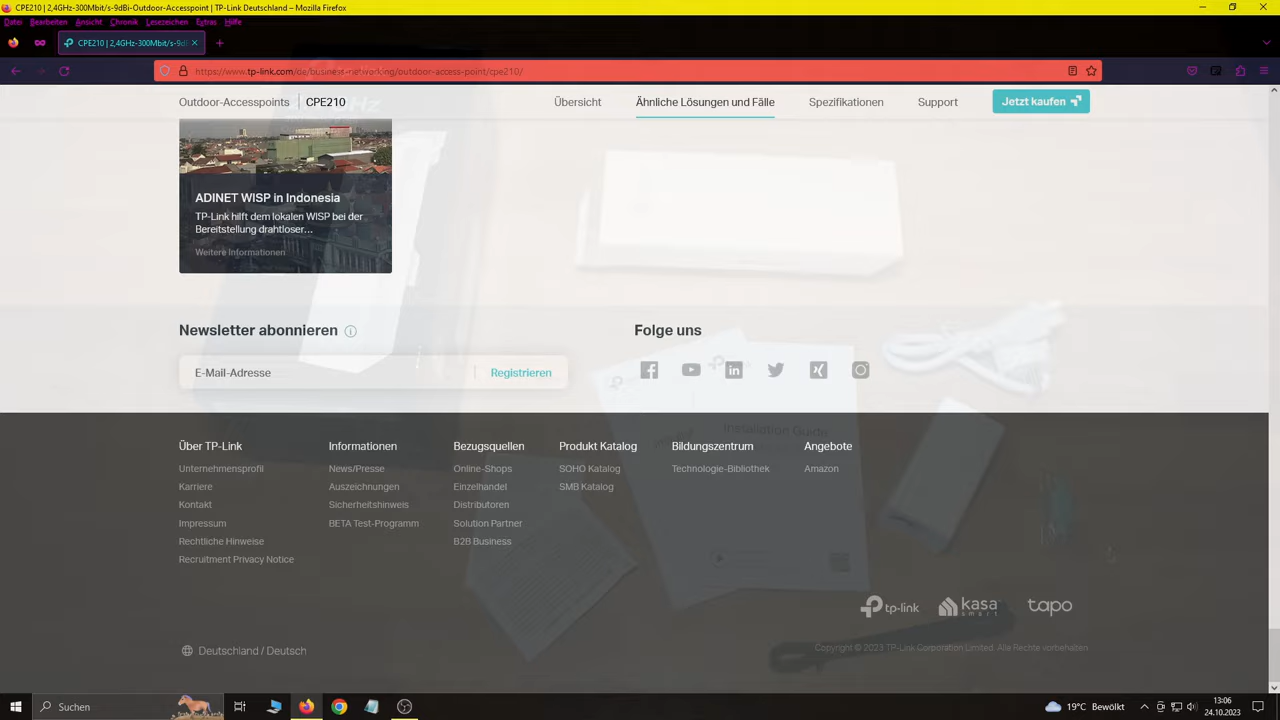 CPE210 | 2,4GHz-300Mbit/s-9dBi-Outdoor-Accesspoint | TP-Link Deutschland – Mozilla Firefox
Datei Bearbeiten Ansicht Chronik Lesezeichen Extras Hilfe
CPE210 | 2,4GHz-300Mbit/s-9dB
https://www.tp-link.com/de/business-networking/outdoor-access-point/cpe210/
Outdoor-Accesspoints CPE210 Übersicht Ähnliche Lösungen und Fälle Spezifikationen Support Jetzt kaufen
ADINET WISP in Indonesia
TP-Link hilft dem lokalen WISP bei der
Bereitstellung drahtloser...
Weitere Informationen
Newsletter abonnieren
E-Mail-Adresse Registrieren
Folge uns
Installation Guide
Über TP-Link
Unternehmensprofil
Karriere
Kontakt
Impressum
Rechtliche Hinweise
Recruitment Privacy Notice
Informationen
News/Presse
Auszeichnungen
Sicherheitshinweis
BETA Test-Programm
Bezugsquellen
Online-Shops
Einzelhandel
Distributoren
Solution Partner
B2B Business
Produkt Katalog
SOHO Katalog
SMB Katalog
Bildungszentrum
Technologie-Bibliothek
Angebote
Amazon
tp-link kasa smart tapo
Deutschland / Deutsch
Copyright © 2023 TP-Link Corporation Limited. Alle Rechte vorbehalten.
Suchen
19°C Bewölkt
13:06
24.10.2023